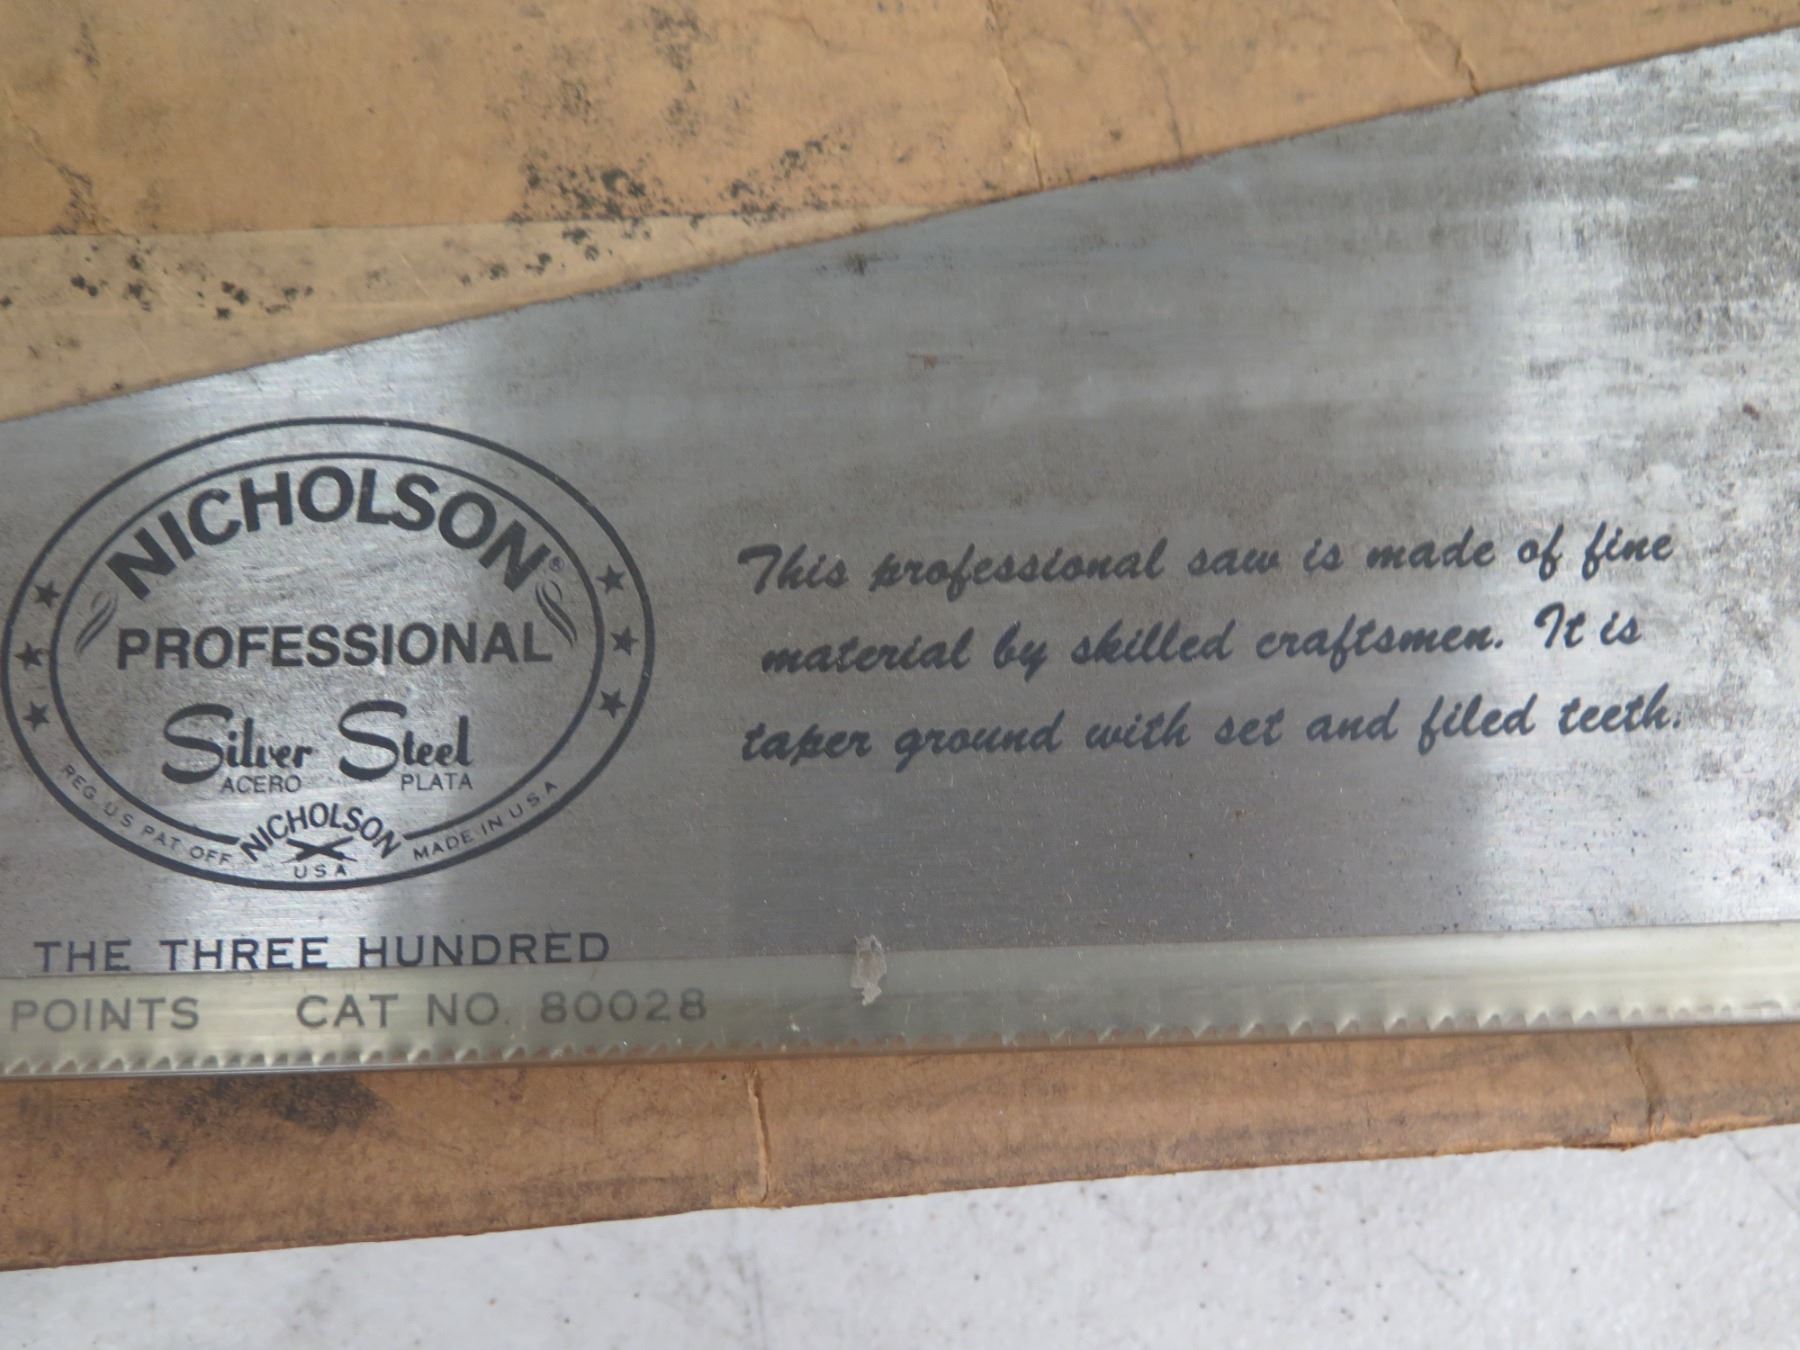 NICHOLSON®
PROFESSIONAL
Silver Steel
ACERO PLATA
REG. U.S. PAT. OFF.
NICHOLSON
USA
MADE IN U.S.A.
THE THREE HUNDRED
POINTS CAT NO. 80028
This professional saw is made of fine
material by skilled craftsmen. It is
taper ground with set and filed teeth.